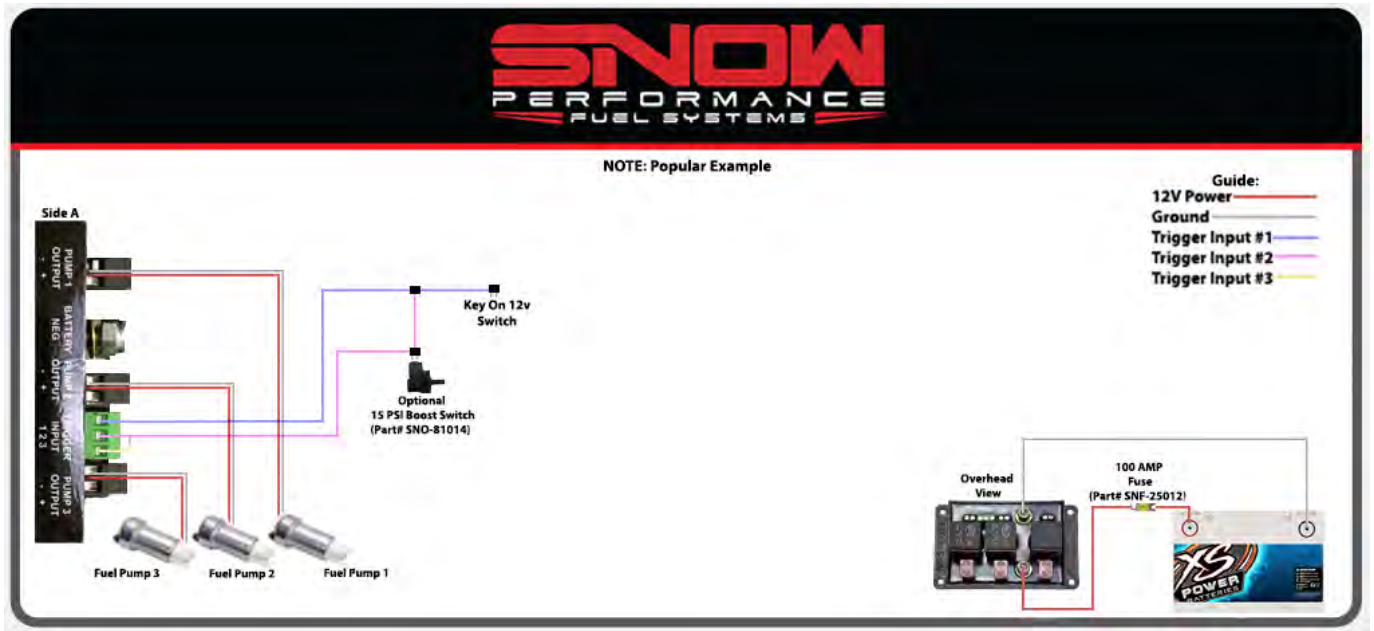 SNOW
PERFORMANCE
FUEL SYSTEMS
NOTE: Popular Example
Guide:
12V Power
Ground
Trigger Input #1
Trigger Input #2
Trigger Input #3
Side A
PUMP 1
OUTPUT
- +
BATTERY
NEG
PUMP 2
OUTPUT
- +
TRIGGER
INPUT
1 2 3
PUMP 3
OUTPUT
- +
Key On 12v
Switch
Optional
15 PSI Boost Switch
(Part# SNO-81014)
Fuel Pump 3
Fuel Pump 2
Fuel Pump 1
Overhead
View
100 AMP
Fuse
(Part# SNF-25012)
XS
POWER
BATTERIES